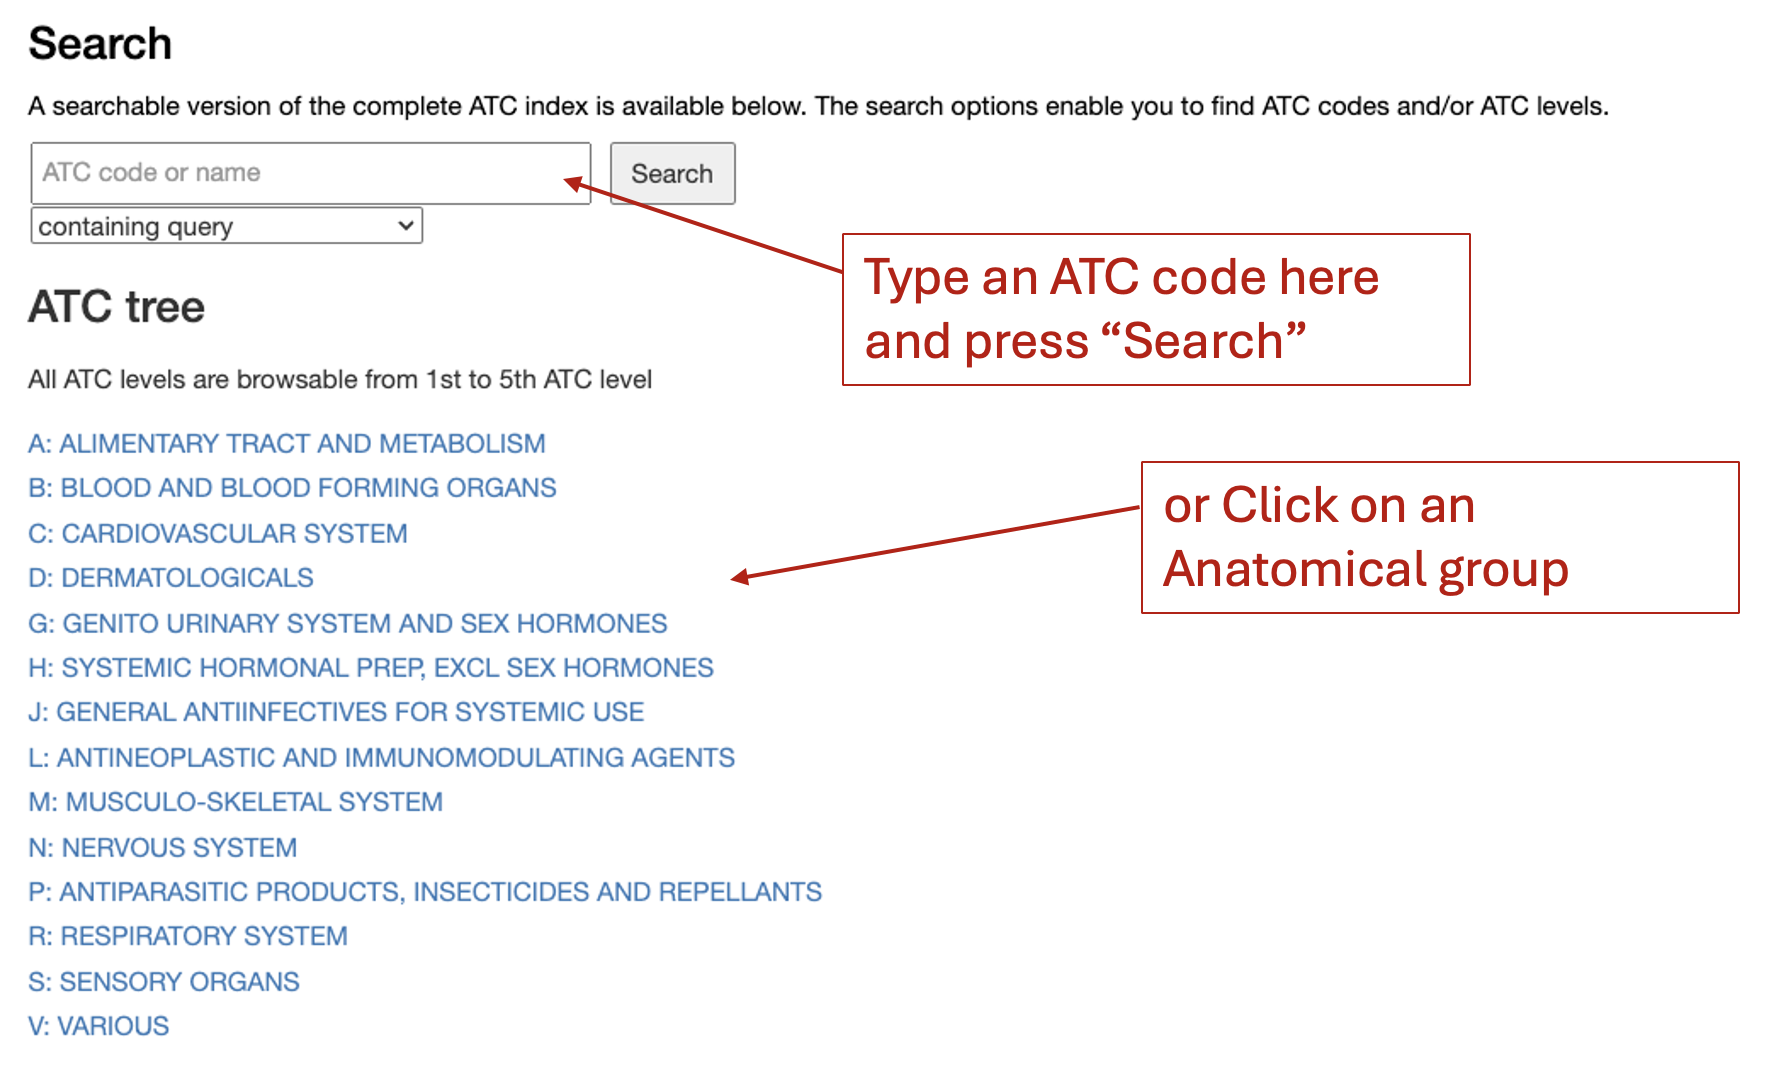 Search
A searchable version of the complete ATC index is available below. The search options enable you to find ATC codes and/or ATC levels.
ATC code or name
Search
containing query
Type an ATC code here
and press “Search”
ATC tree
All ATC levels are browsable from 1st to 5th ATC level
A: ALIMENTARY TRACT AND METABOLISM
B: BLOOD AND BLOOD FORMING ORGANS
C: CARDIOVASCULAR SYSTEM
D: DERMATOLOGICALS
or Click on an
Anatomical group
G: GENITO URINARY SYSTEM AND SEX HORMONES
H: SYSTEMIC HORMONAL PREP, EXCL SEX HORMONES
J: GENERAL ANTIINFECTIVES FOR SYSTEMIC USE
L: ANTINEOPLASTIC AND IMMUNOMODULATING AGENTS
M: MUSCULO-SKELETAL SYSTEM
N: NERVOUS SYSTEM
P: ANTIPARASITIC PRODUCTS, INSECTICIDES AND REPELLANTS
R: RESPIRATORY SYSTEM
S: SENSORY ORGANS
V: VARIOUS